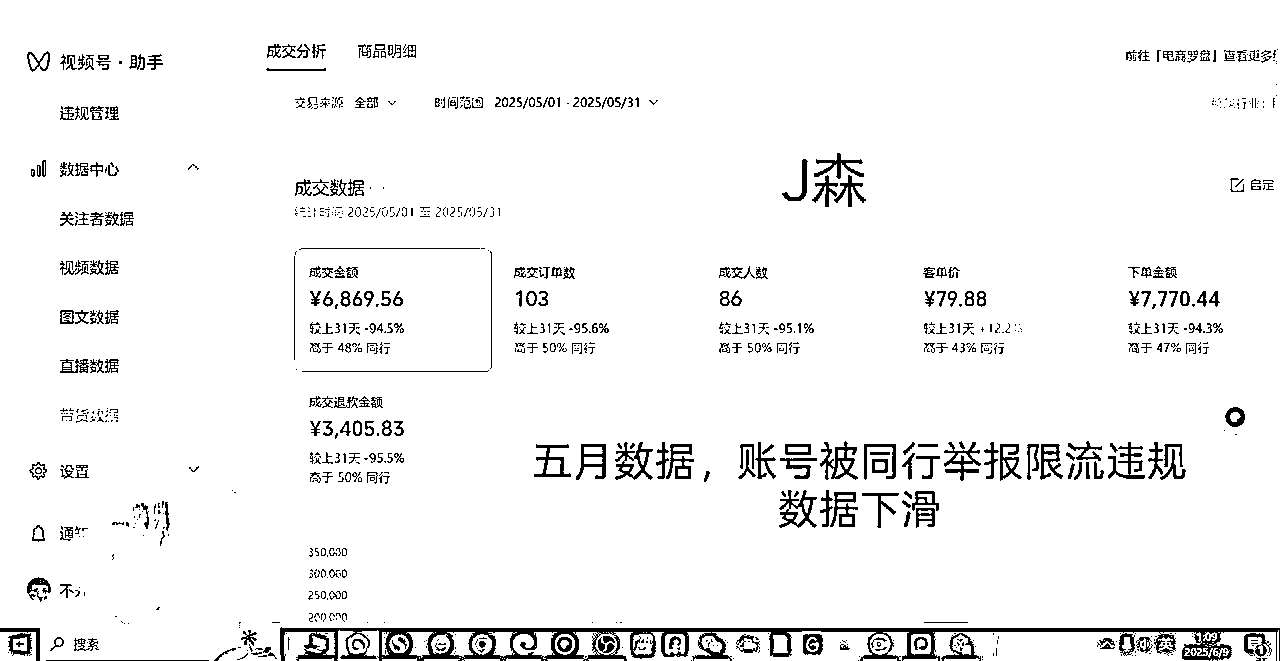 视频号·助手
成交分析 商品明细
前往「电商罗盘」查看更多
违规管理
交易来源 全部 时间范围 2025/05/01 - 2025/05/31
数据中心
J森
成交数据
统计时间 2025/05/01 至 2025/05/31
关注者数据
视频数据
图文数据
直播数据
带货数据
成交金额 成交订单数 成交人数 客单价 下单金额
¥6,869.56 103 86 ¥79.88 ¥7,770.44
较上31天 -94.5% 较上31天 -95.6% 较上31天 -95.1% 较上31天 +12.2% 较上31天 -94.3%
高于 48% 同行 高于 50% 同行 高于 50% 同行 高于 43% 同行 高于 47% 同行
成交退款金额
¥3,405.83
较上31天 -95.5%
高于 50% 同行
五月数据，账号被同行举报限流违规
数据下滑
设置
通知
350,000
300,000
250,000
200,000
搜索
英
1:09
2025/6/9